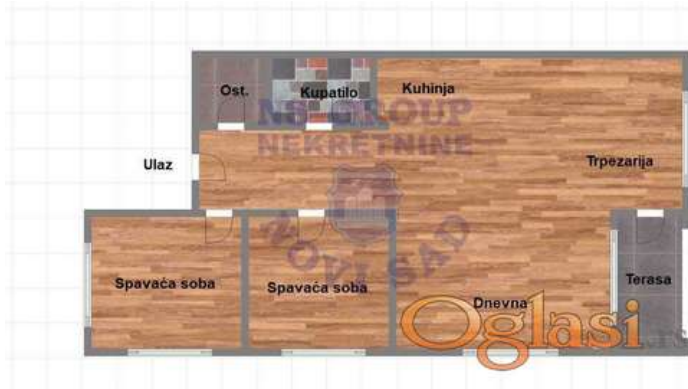 Ost.
Kupatilo
Kuhinja
NS GROUP
NEKRETNINE
Ulaz
Trpezarija
NOVI SAD
Spavaća soba
Spavaća soba
Dnevna
Terasa
Oglasi